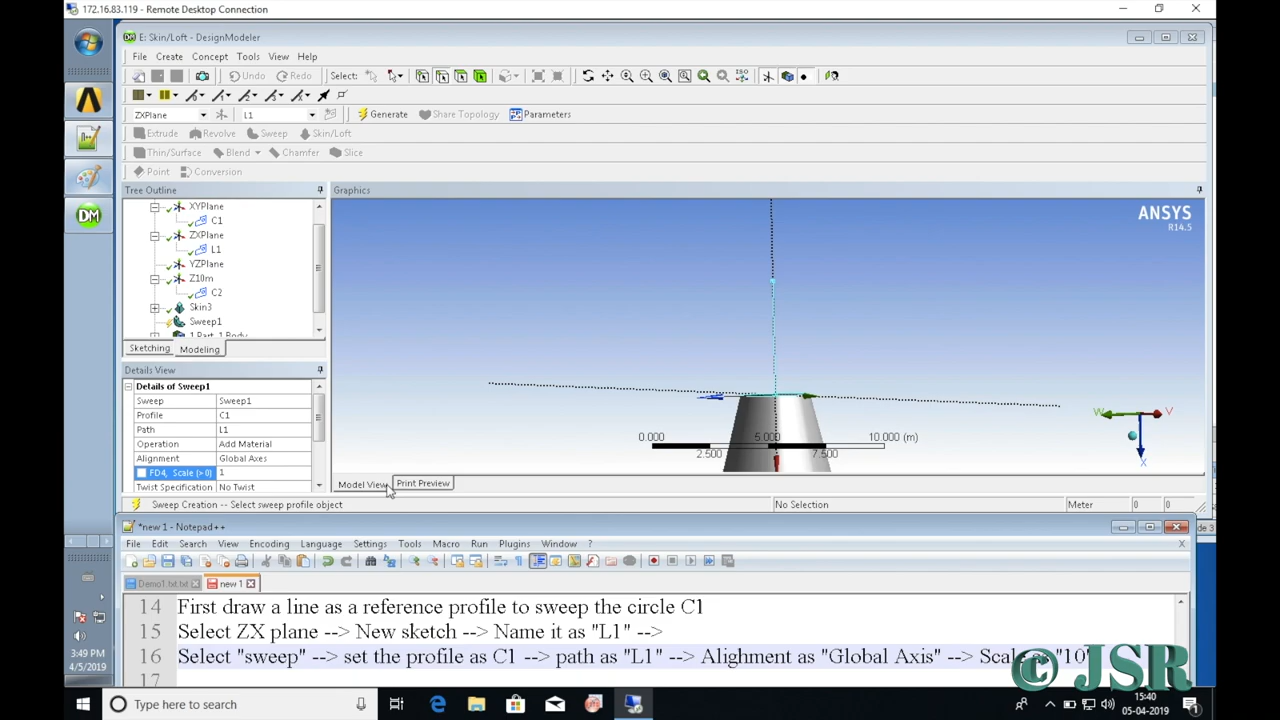 172.16.83.119 - Remote Desktop Connection
E: Skin/Loft - DesignModeler
File Create Concept Tools View Help
Undo Redo Select:
ISO
ZXPlane L1 Generate Share Topology Parameters
Extrude Revolve Sweep Skin/Loft
Thin/Surface Blend Chamfer Slice
Point Conversion
Tree Outline
Graphics
XYPlane
C1
ZXPlane
L1
YZPlane
Z10m
C2
Skin3
Sweep1
1 Part, 1 Body
Sketching Modeling
Details View
Details of Sweep1
Sweep Sweep1
Profile C1
Path L1
Operation Add Material
Alignment Global Axes
FD4, Scale (>0) 1
Twist Specification No Twist
ANSYS
R14.5
0.000 5.000 10.000 (m)
2.500 7.500
W V
X
Model View Print Preview
Sweep Creation -- Select sweep profile object No Selection Meter 0 0
*new 1 - Notepad++
File Edit Search View Encoding Language Settings Tools Macro Run Plugins Window ?
Demo1.txt.txt new 1
14 First draw a line as a reference profile to sweep the circle C1
15 Select ZX plane --> New sketch --> Name it as "L1" -->
16 Select "sweep" --> set the profile as C1 --> path as "L1" --> Alighment as "Global Axis" --> Scale as "10"
17
3:49 PM
4/5/2019
© JSR
Type here to search
15:40
05-04-2019